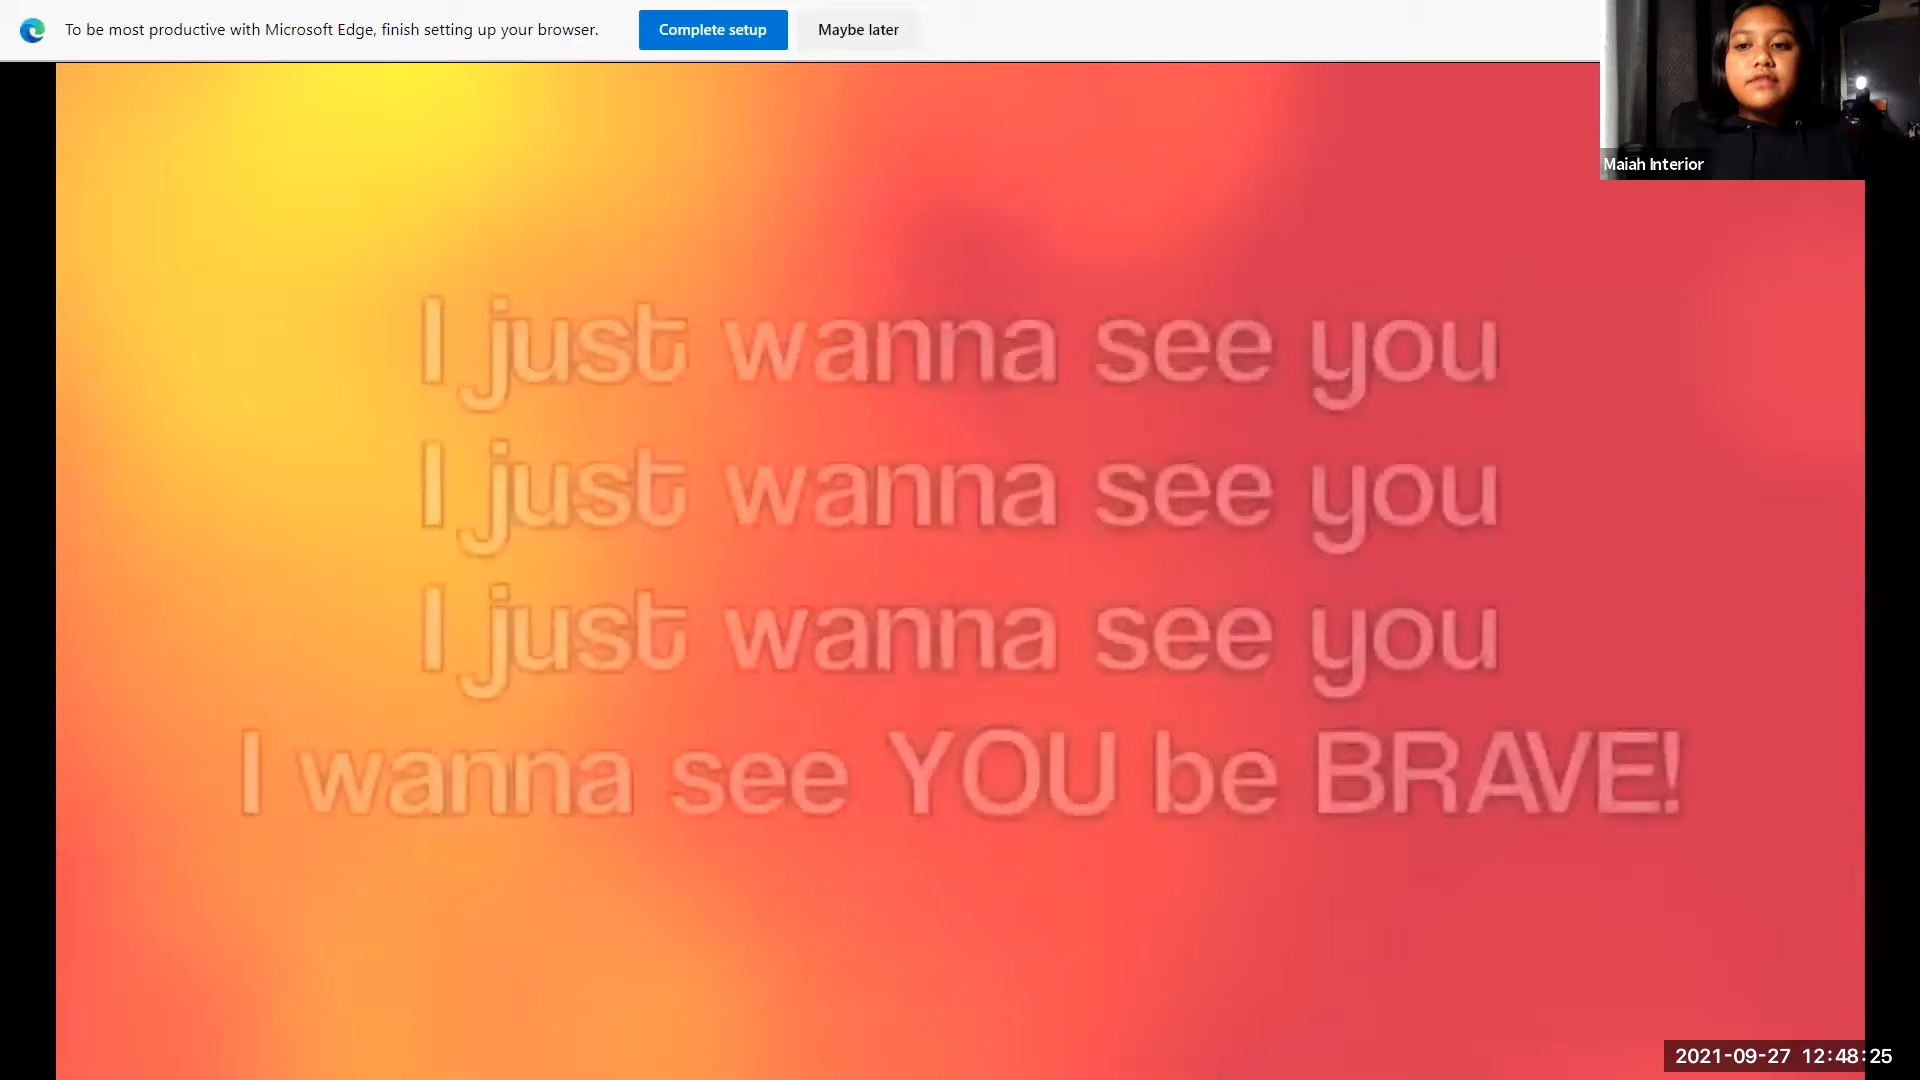 To be most productive with Microsoft Edge, finish setting up your browser.
Complete setup
Maybe later
Maiah Interior
I just wanna see you
I just wanna see you
I just wanna see you
I wanna see YOU be BRAVE!
2021-09-27 12:48:25